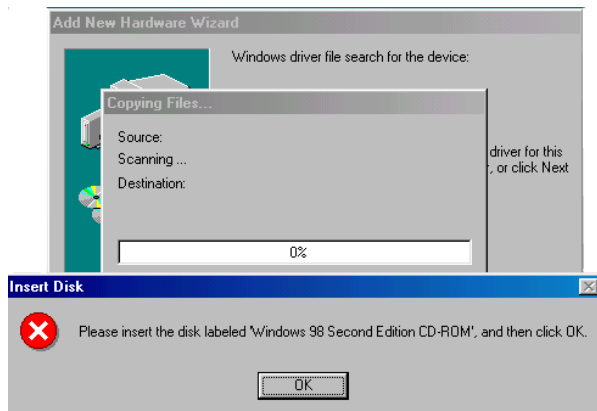 Add New Hardware Wizard
Windows driver file search for the device:
Copying Files...
Source:
Scanning ...
Destination:
driver for this
, or click Next
0%
Insert Disk
Please insert the disk labeled 'Windows 98 Second Edition CD-ROM', and then click OK.
OK